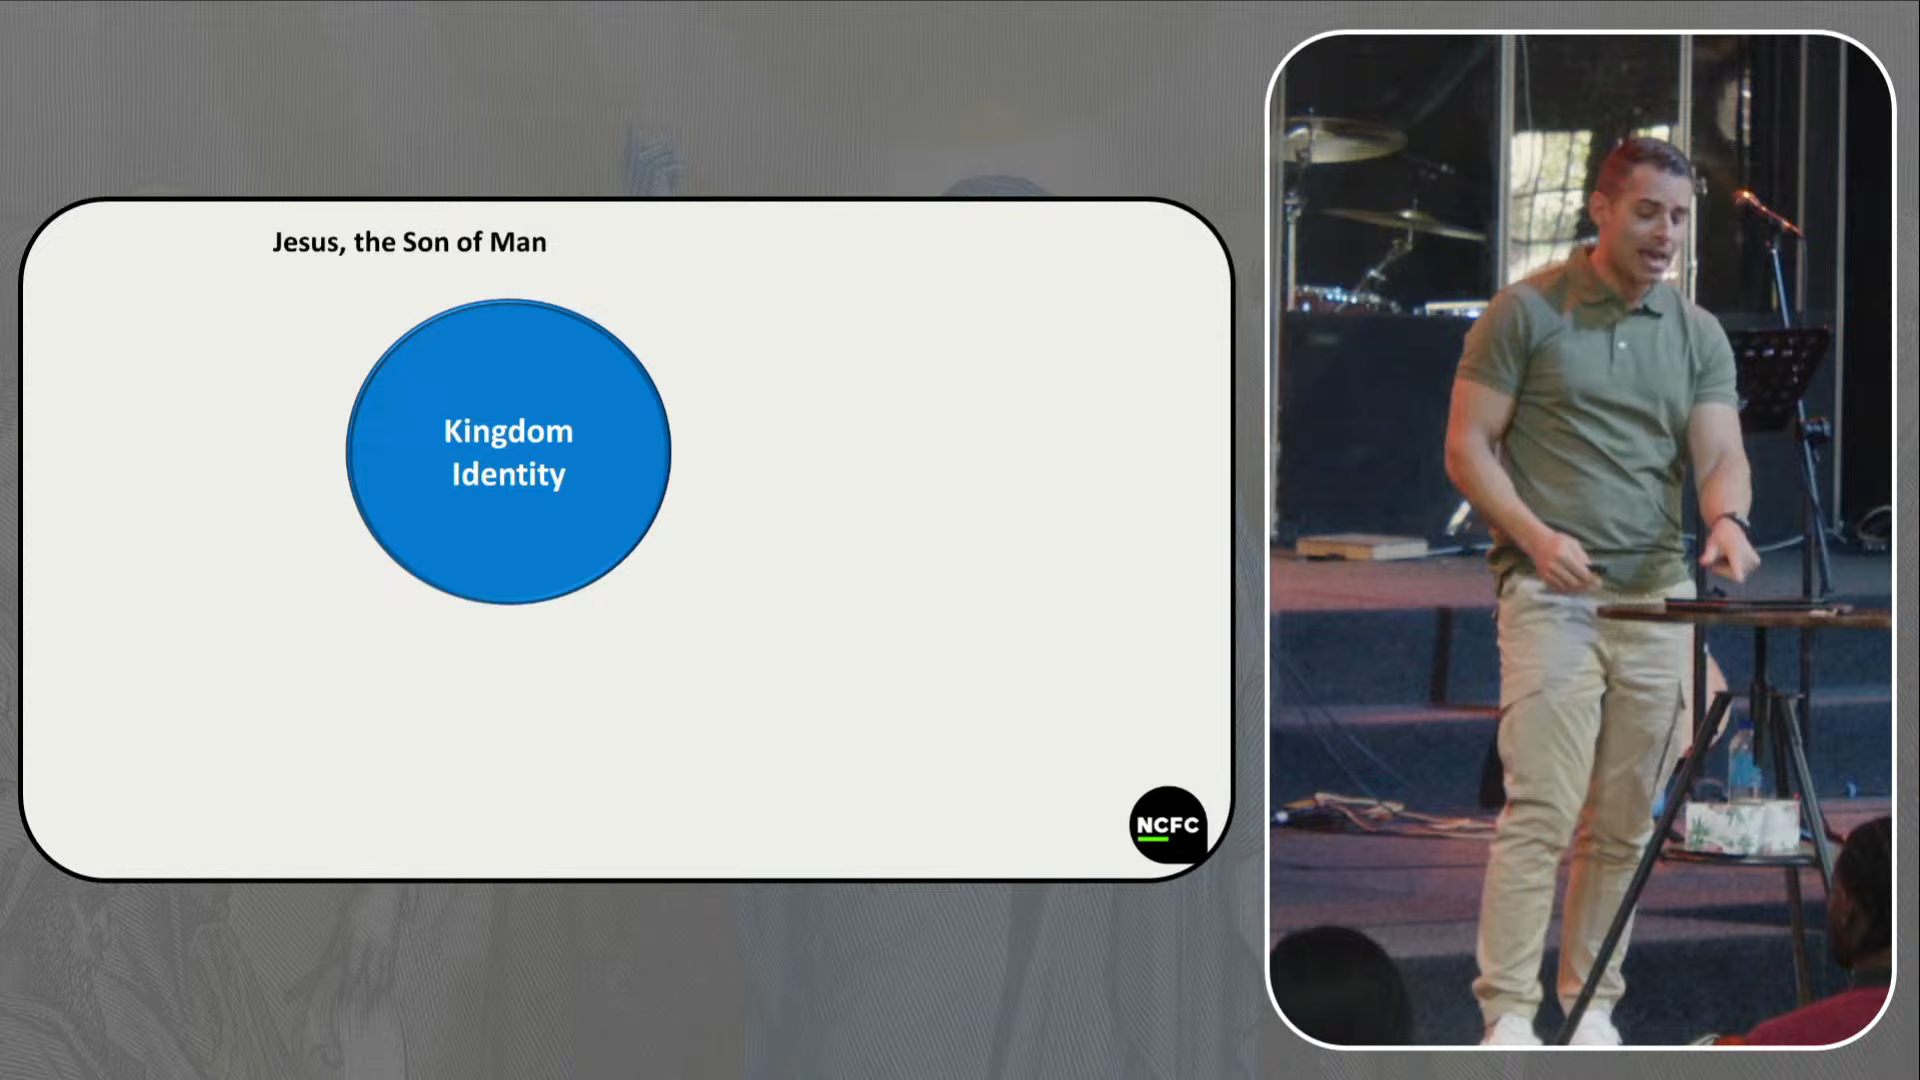 Jesus, the Son of Man
Kingdom
Identity
NCFC